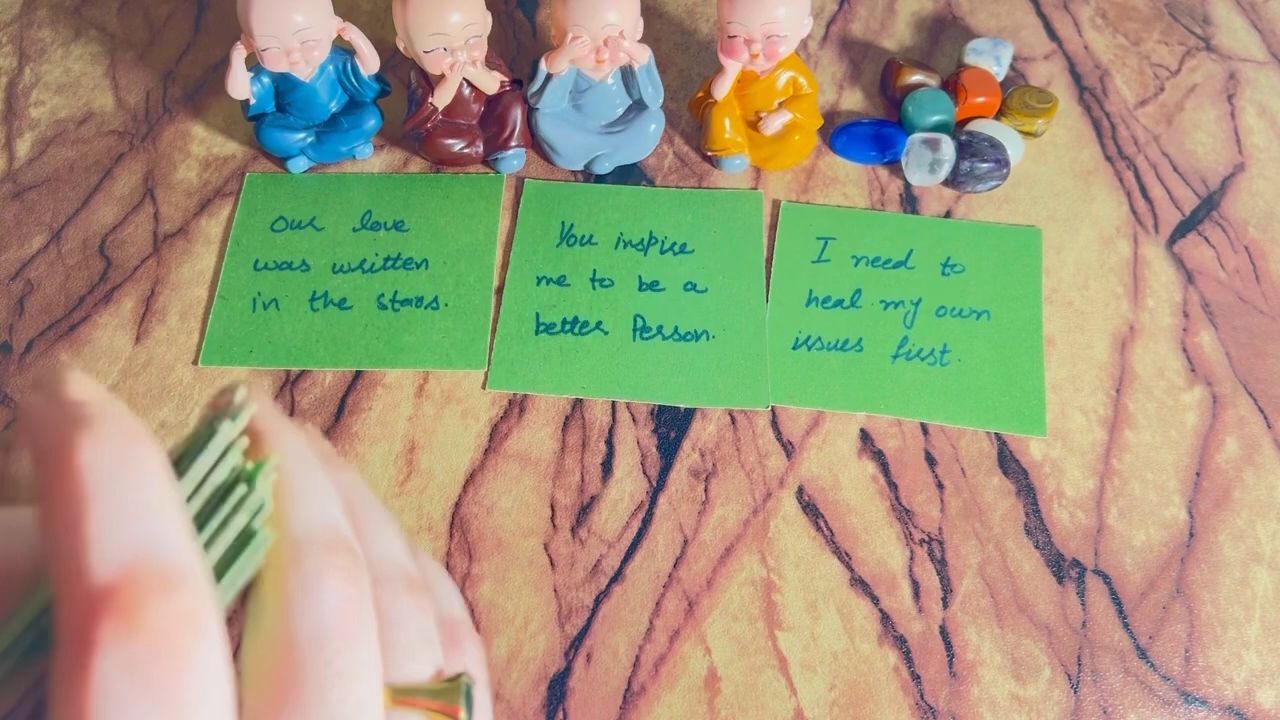 Our love
was written
in the stars.
You inspire
me to be a
better Person.
I need to
heal my own
issues first.